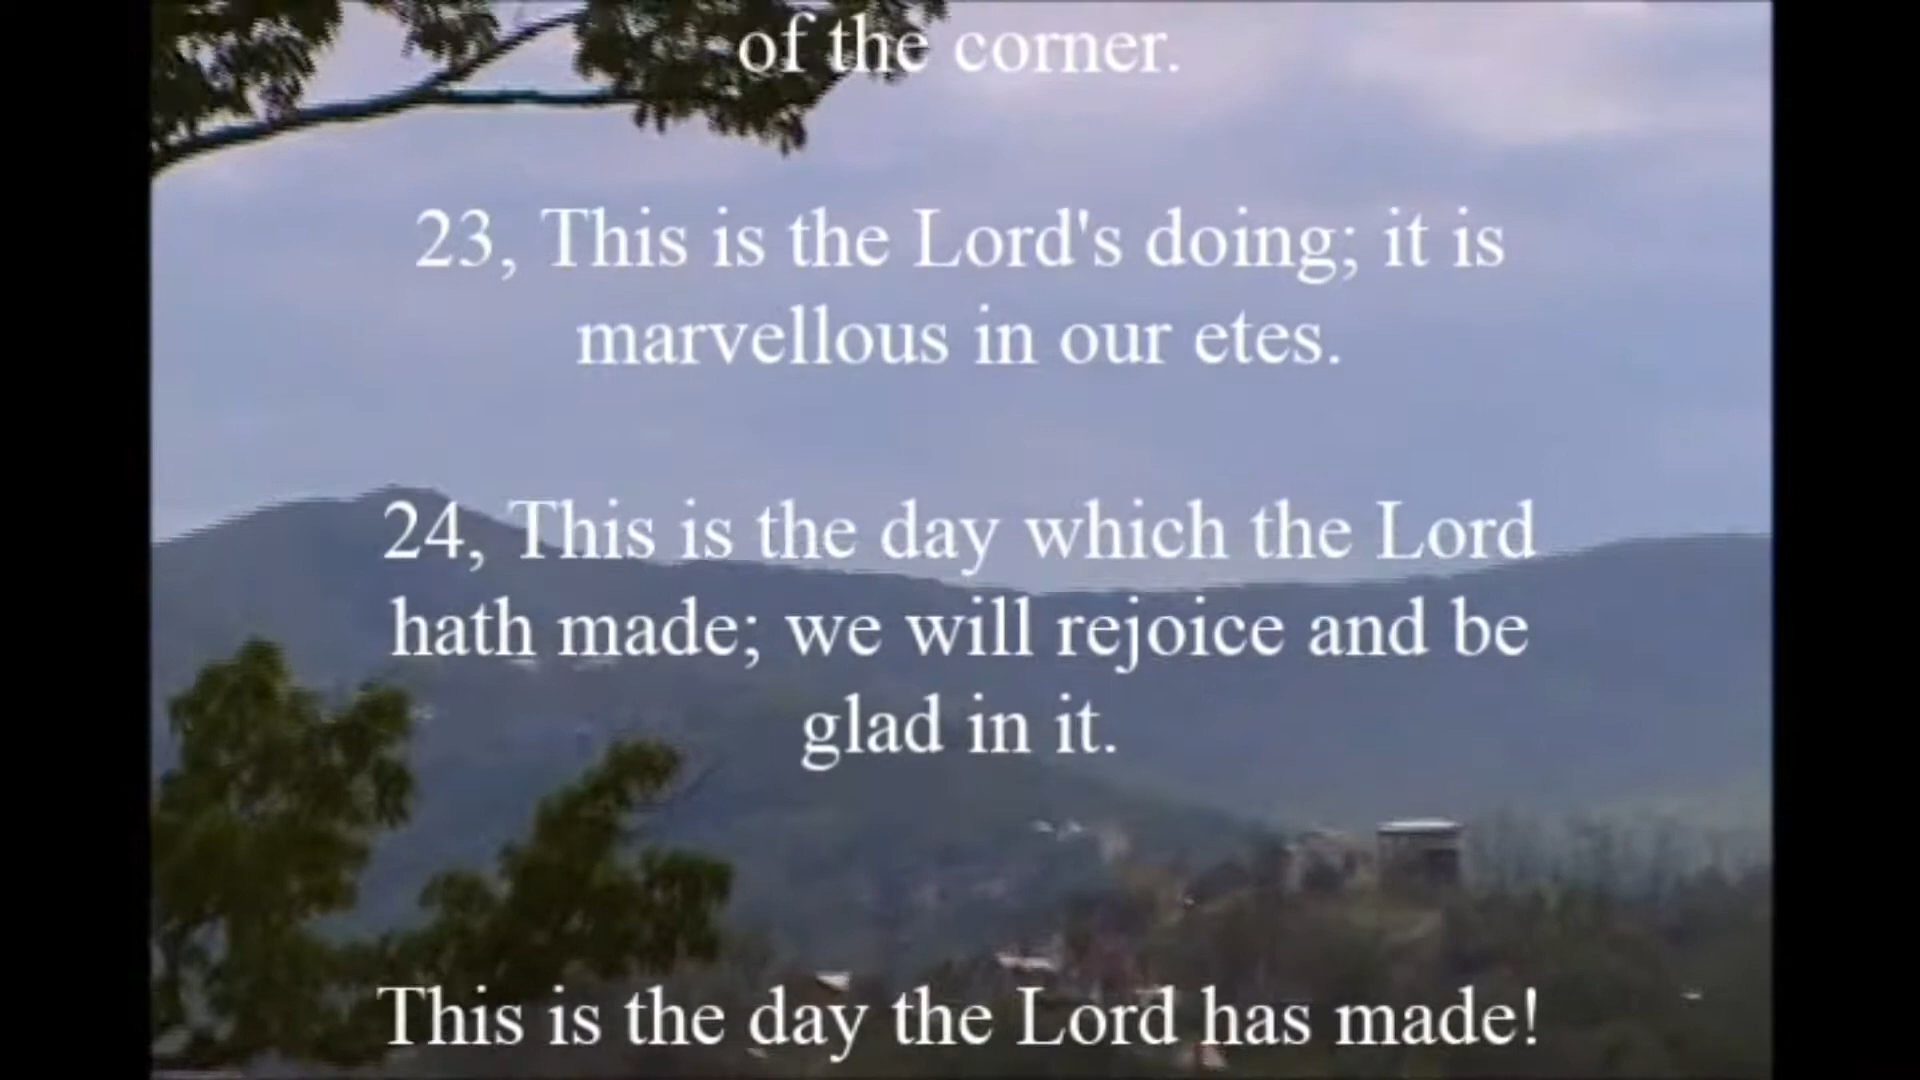 of the corner.
23, This is the Lord's doing; it is
marvellous in our etes.
24, This is the day which the Lord
hath made; we will rejoice and be
glad in it.
This is the day the Lord has made!